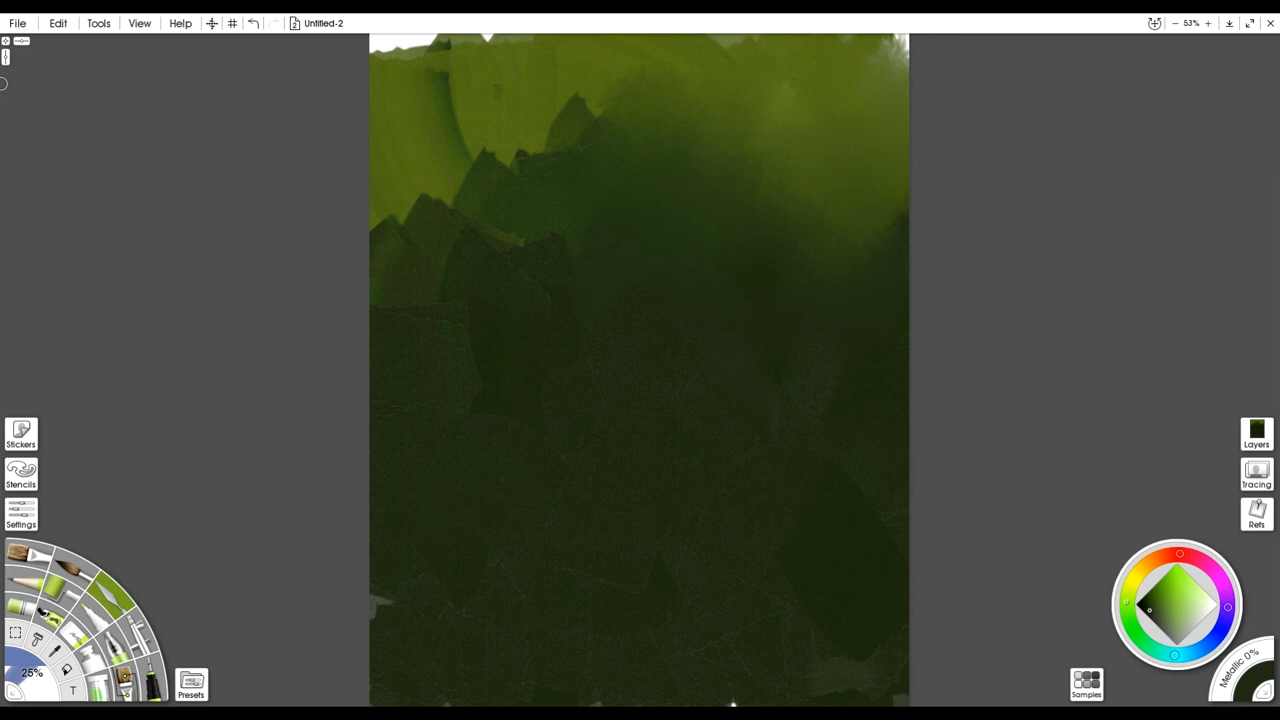 File Edit Tools View Help 2 Untitled-2 53%
Stickers
Stencils
Settings
25%
T
Presets
Layers
Tracing
Refs
Samples
Metallic 0%